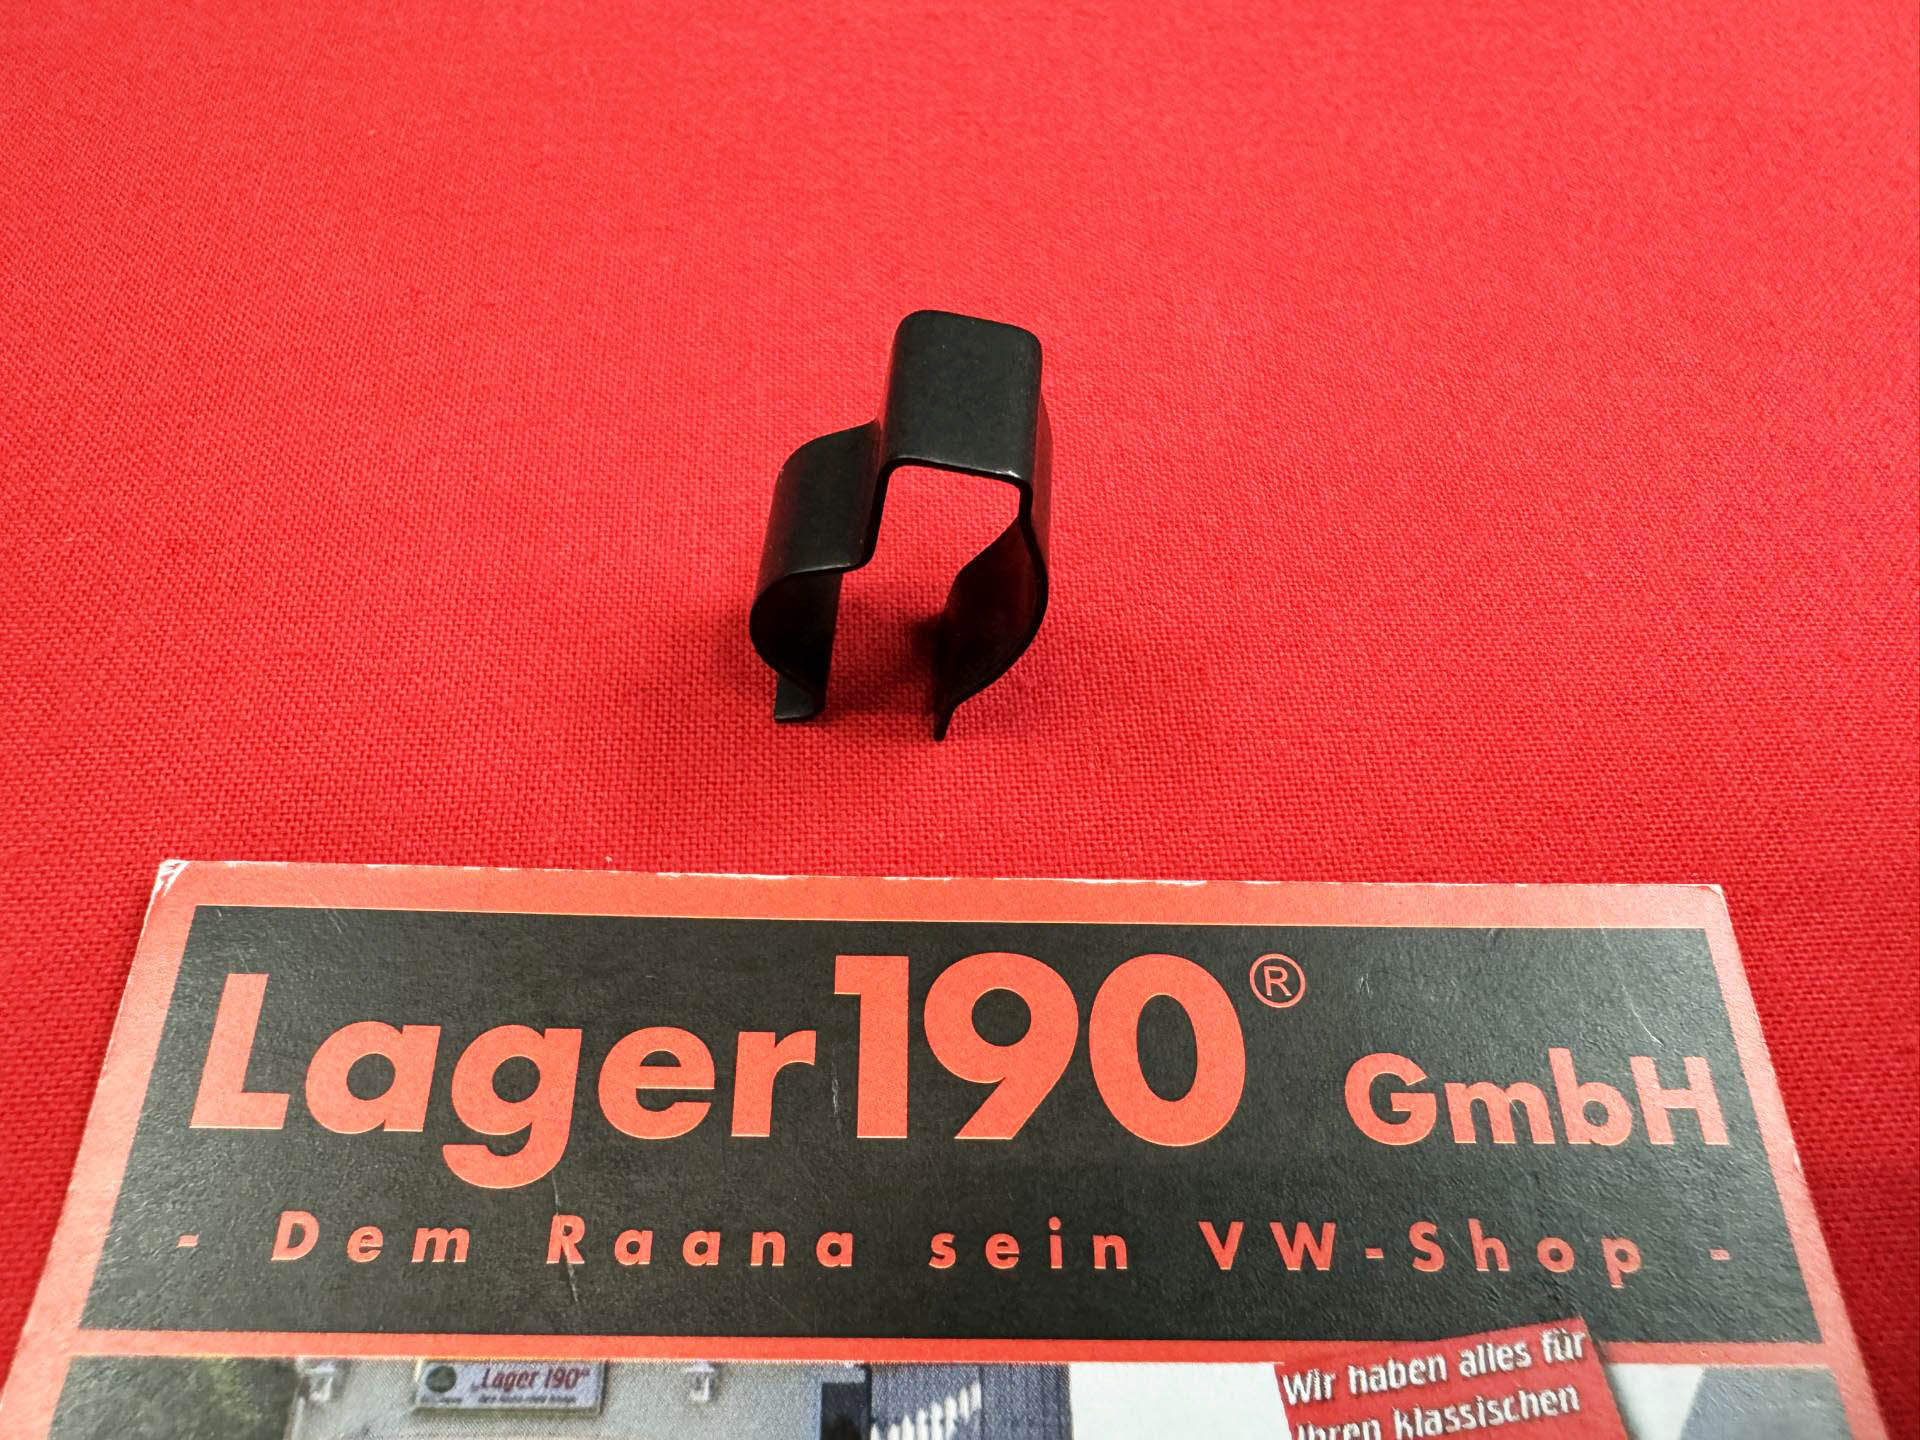 Lager190® GmbH
- Dem Raana sein VW-Shop -
„Lager 190“
Wir haben alles für
Ihren klassischen